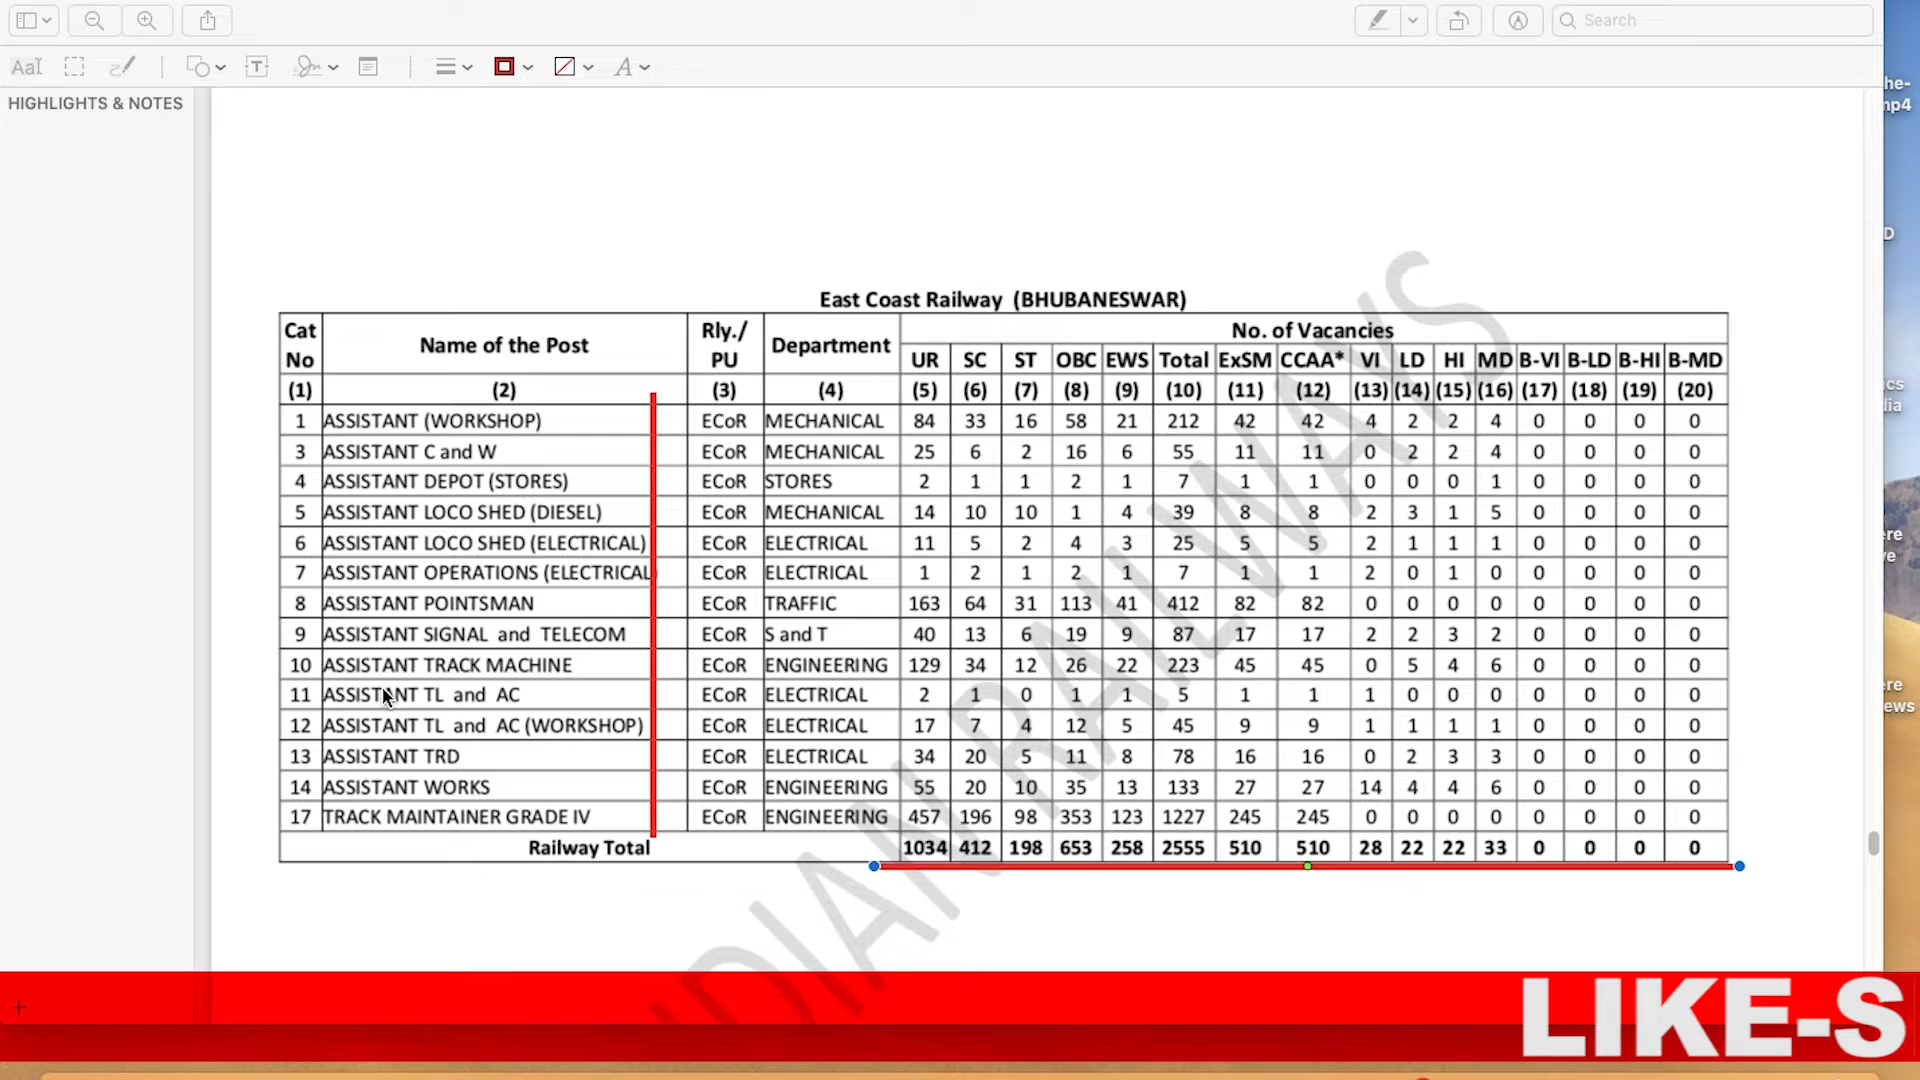 Search
AaI
HIGHLIGHTS & NOTES
he-
np4
D
ics
dia
ere
ve
ere
ews
East Coast Railway (BHUBANESWAR)
Cat No Name of the Post Rly./ PU Department No. of Vacancies
UR SC ST OBC EWS Total ExSM CCAA* VI LD HI MD B-VI B-LD B-HI B-MD
(1) (2) (3) (4) (5) (6) (7) (8) (9) (10) (11) (12) (13) (14) (15) (16) (17) (18) (19) (20)
1 ASSISTANT (WORKSHOP) ECoR MECHANICAL 84 33 16 58 21 212 42 42 4 2 2 4 0 0 0 0
3 ASSISTANT C and W ECoR MECHANICAL 25 6 2 16 6 55 11 11 0 2 2 4 0 0 0 0
4 ASSISTANT DEPOT (STORES) ECoR STORES 2 1 1 2 1 7 1 1 0 0 0 1 0 0 0 0
5 ASSISTANT LOCO SHED (DIESEL) ECoR MECHANICAL 14 10 10 1 4 39 8 8 2 3 1 5 0 0 0 0
6 ASSISTANT LOCO SHED (ELECTRICAL) ECoR ELECTRICAL 11 5 2 4 3 25 5 5 2 1 1 1 0 0 0 0
7 ASSISTANT OPERATIONS (ELECTRICAL) ECoR ELECTRICAL 1 2 1 2 1 7 1 1 2 0 1 0 0 0 0 0
8 ASSISTANT POINTSMAN ECoR TRAFFIC 163 64 31 113 41 412 82 82 0 0 0 0 0 0 0 0
9 ASSISTANT SIGNAL and TELECOM ECoR S and T 40 13 6 19 9 87 17 17 2 2 3 2 0 0 0 0
10 ASSISTANT TRACK MACHINE ECoR ENGINEERING 129 34 12 26 22 223 45 45 0 5 4 6 0 0 0 0
11 ASSISTANT TL and AC ECoR ELECTRICAL 2 1 0 1 1 5 1 1 1 0 0 0 0 0 0 0
12 ASSISTANT TL and AC (WORKSHOP) ECoR ELECTRICAL 17 7 4 12 5 45 9 9 1 1 1 1 0 0 0 0
13 ASSISTANT TRD ECoR ELECTRICAL 34 20 5 11 8 78 16 16 0 2 3 3 0 0 0 0
14 ASSISTANT WORKS ECoR ENGINEERING 55 20 10 35 13 133 27 27 14 4 4 6 0 0 0 0
17 TRACK MAINTAINER GRADE IV ECoR ENGINEERING 457 196 98 353 123 1227 245 245 0 0 0 0 0 0 0 0
Railway Total 1034 412 198 653 258 2555 510 510 28 22 22 33 0 0 0 0
DIAN RAILWAYS
LIKE-S